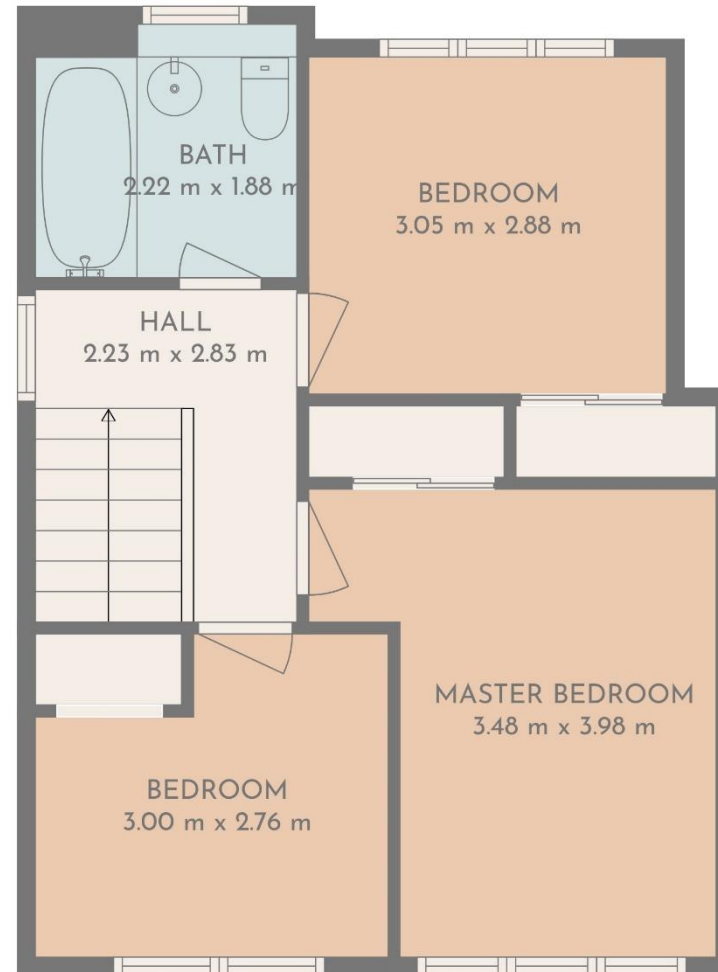 BATH
2.22 m x 1.88 m
BEDROOM
3.05 m x 2.88 m
HALL
2.23 m x 2.83 m
MASTER BEDROOM
3.48 m x 3.98 m
BEDROOM
3.00 m x 2.76 m